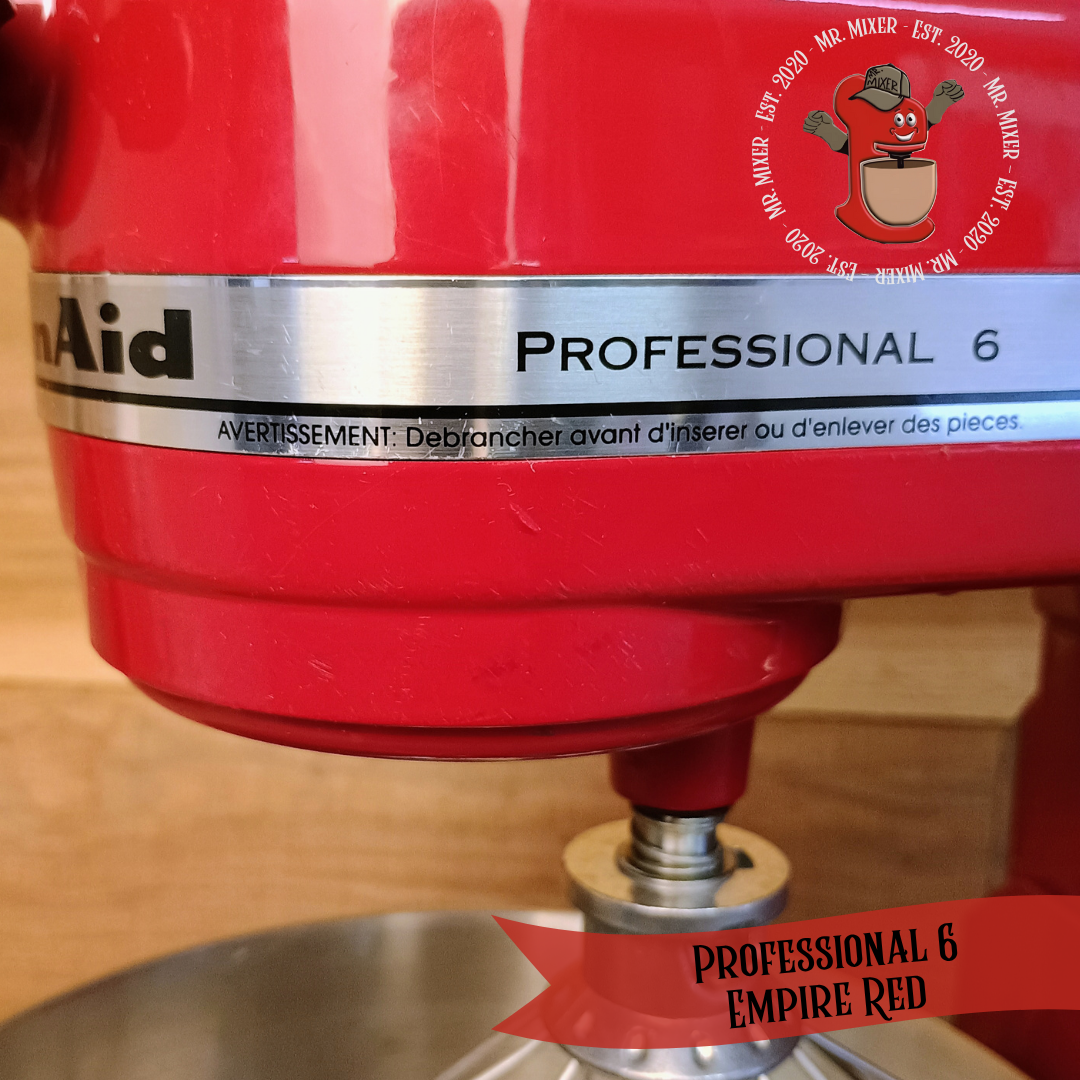 MR. MIXER - EST. 2020 - MR. MIXER - EST. 2020 - MR. MIXER - EST. 2020 - MR. MIXER - EST. 2020 -
MR.
MIXER
nAid
PROFESSIONAL 6
AVERTISSEMENT: Debrancher avant d'inserer ou d'enlever des pieces.
PROFESSIONAL 6
EMPIRE RED